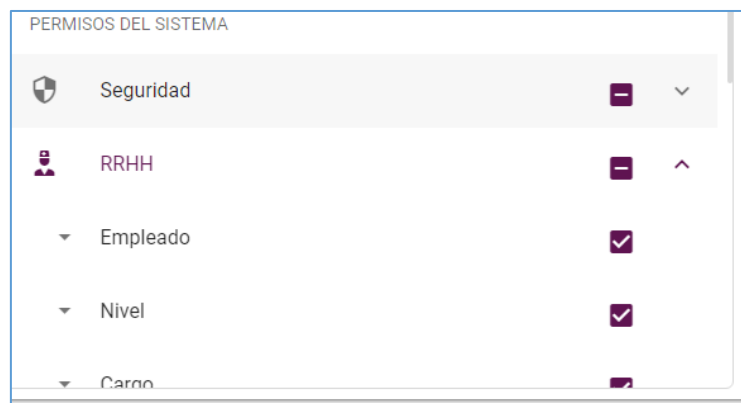 PERMISOS DEL SISTEMA
Seguridad
RRHH
Empleado
Nivel
Cargo